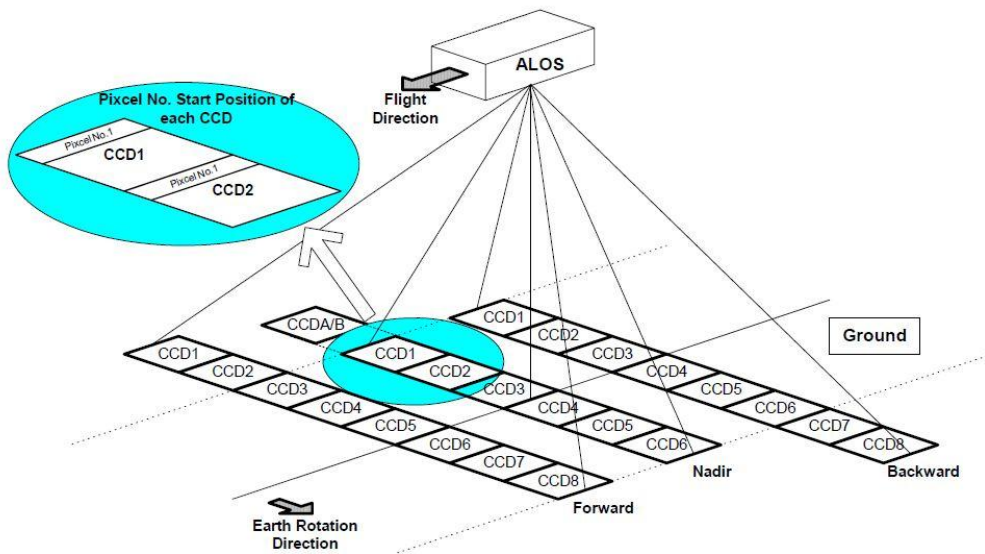 ALOS
Flight
Direction
Pixcel No. Start Position of
each CCD
Pixcel No.1
CCD1
Pixcel No.1
CCD2
CCDA/B
CCD1
CCD2
CCD3
CCD4
CCD5
CCD6
CCD7
CCD8
Forward
CCD1
CCD2
CCD3
CCD4
CCD5
CCD6
Nadir
CCD1
CCD2
CCD3
CCD4
CCD5
CCD6
CCD7
CCD8
Backward
Ground
Earth Rotation
Direction